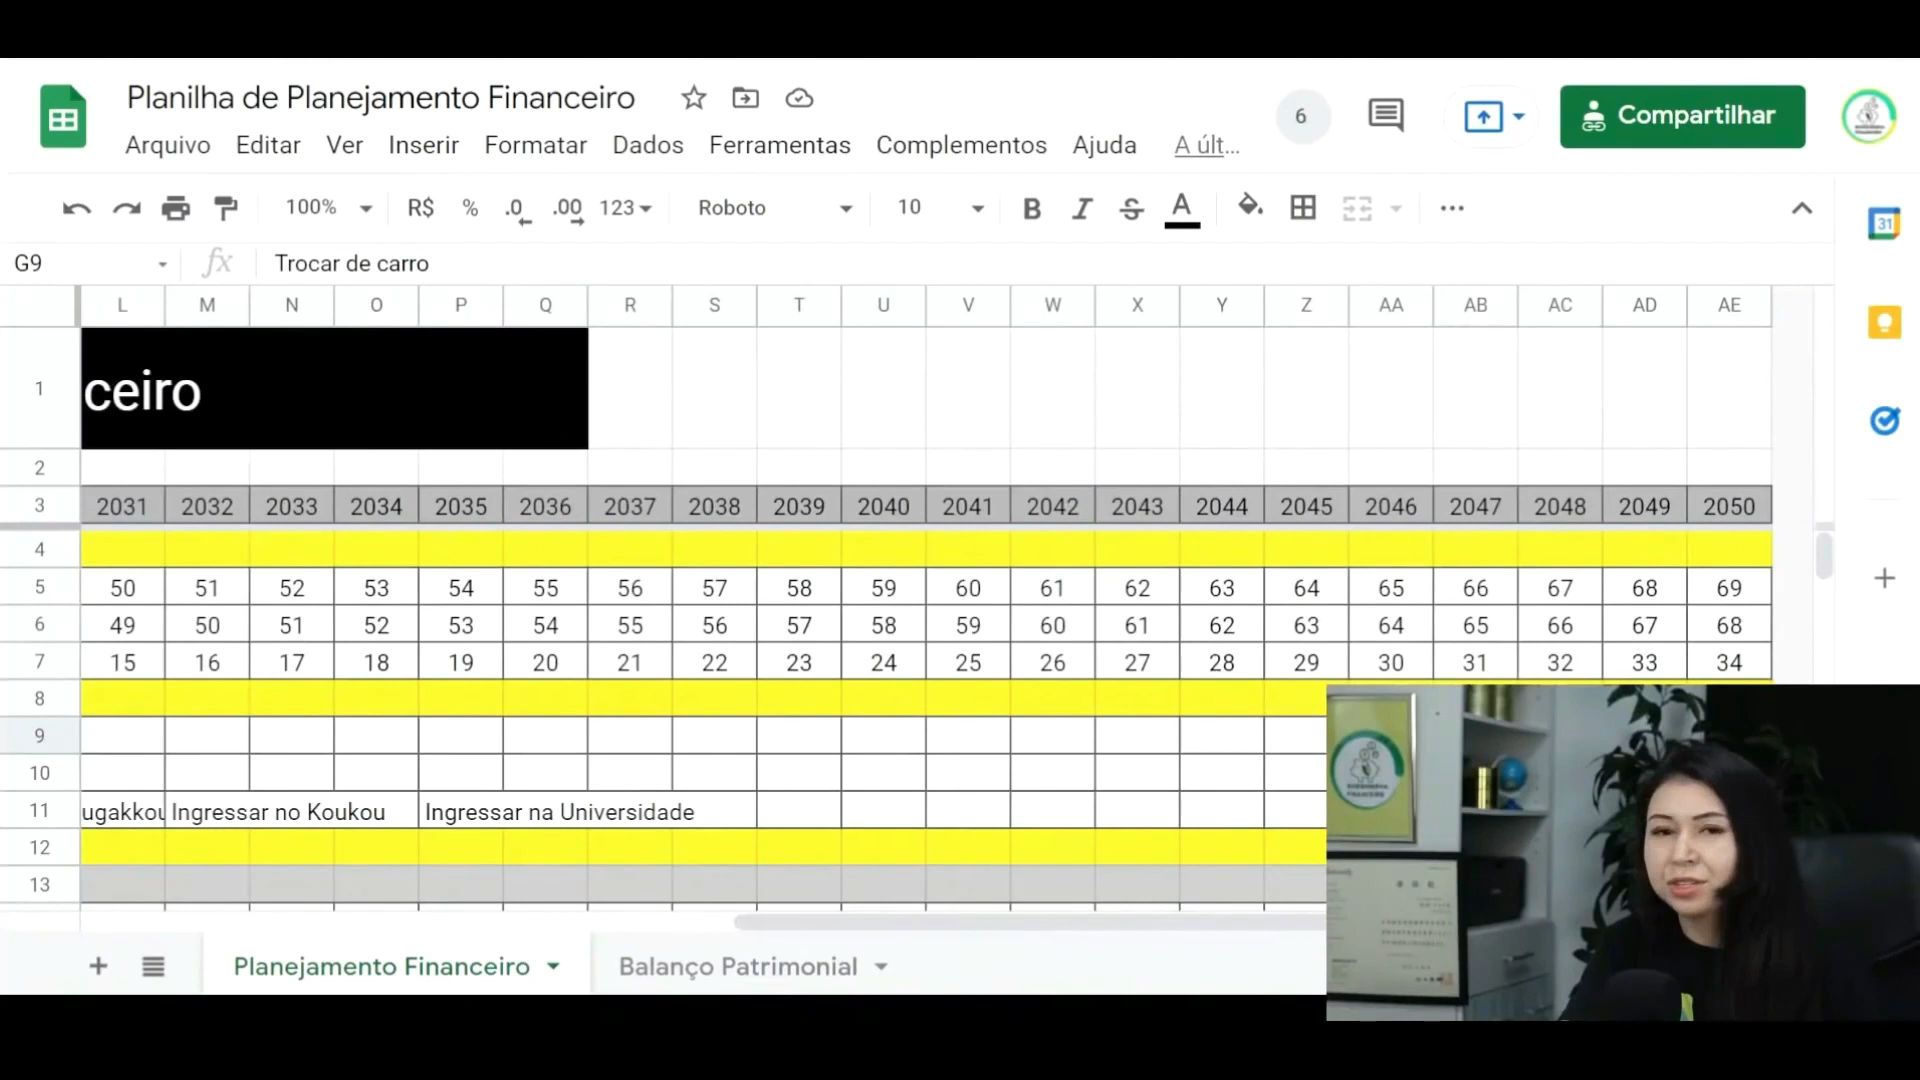 Planilha de Planejamento Financeiro
6
Compartilhar
Arquivo Editar Ver Inserir Formatar Dados Ferramentas Complementos Ajuda A últ...
100% R$ % .0 .00 123 Roboto 10 B I S A ...
31
G9 fx Trocar de carro
L M N O P Q R S T U V W X Y Z AA AB AC AD AE
1 ceiro
2
3 2031 2032 2033 2034 2035 2036 2037 2038 2039 2040 2041 2042 2043 2044 2045 2046 2047 2048 2049 2050
4
5 50 51 52 53 54 55 56 57 58 59 60 61 62 63 64 65 66 67 68 69
6 49 50 51 52 53 54 55 56 57 58 59 60 61 62 63 64 65 66 67 68
7 15 16 17 18 19 20 21 22 23 24 25 26 27 28 29 30 31 32 33 34
8
9
10
11 ugakkou Ingressar no Koukou Ingressar na Universidade
12
13
Planejamento Financeiro Balanço Patrimonial